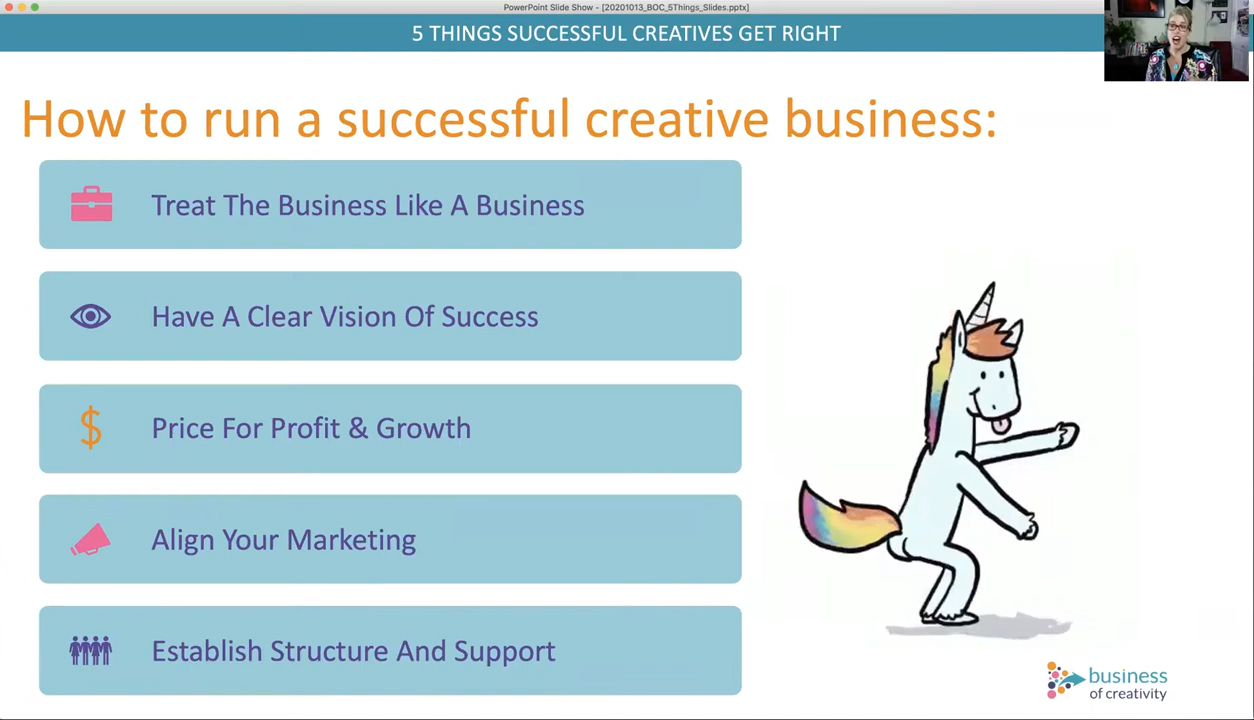 PowerPoint Slide Show - [20201013_BOC_5Things_Slides.pptx]
5 THINGS SUCCESSFUL CREATIVES GET RIGHT
How to run a successful creative business:
Treat The Business Like A Business
Have A Clear Vision Of Success
$
Price For Profit & Growth
Align Your Marketing
Establish Structure And Support
business
of creativity